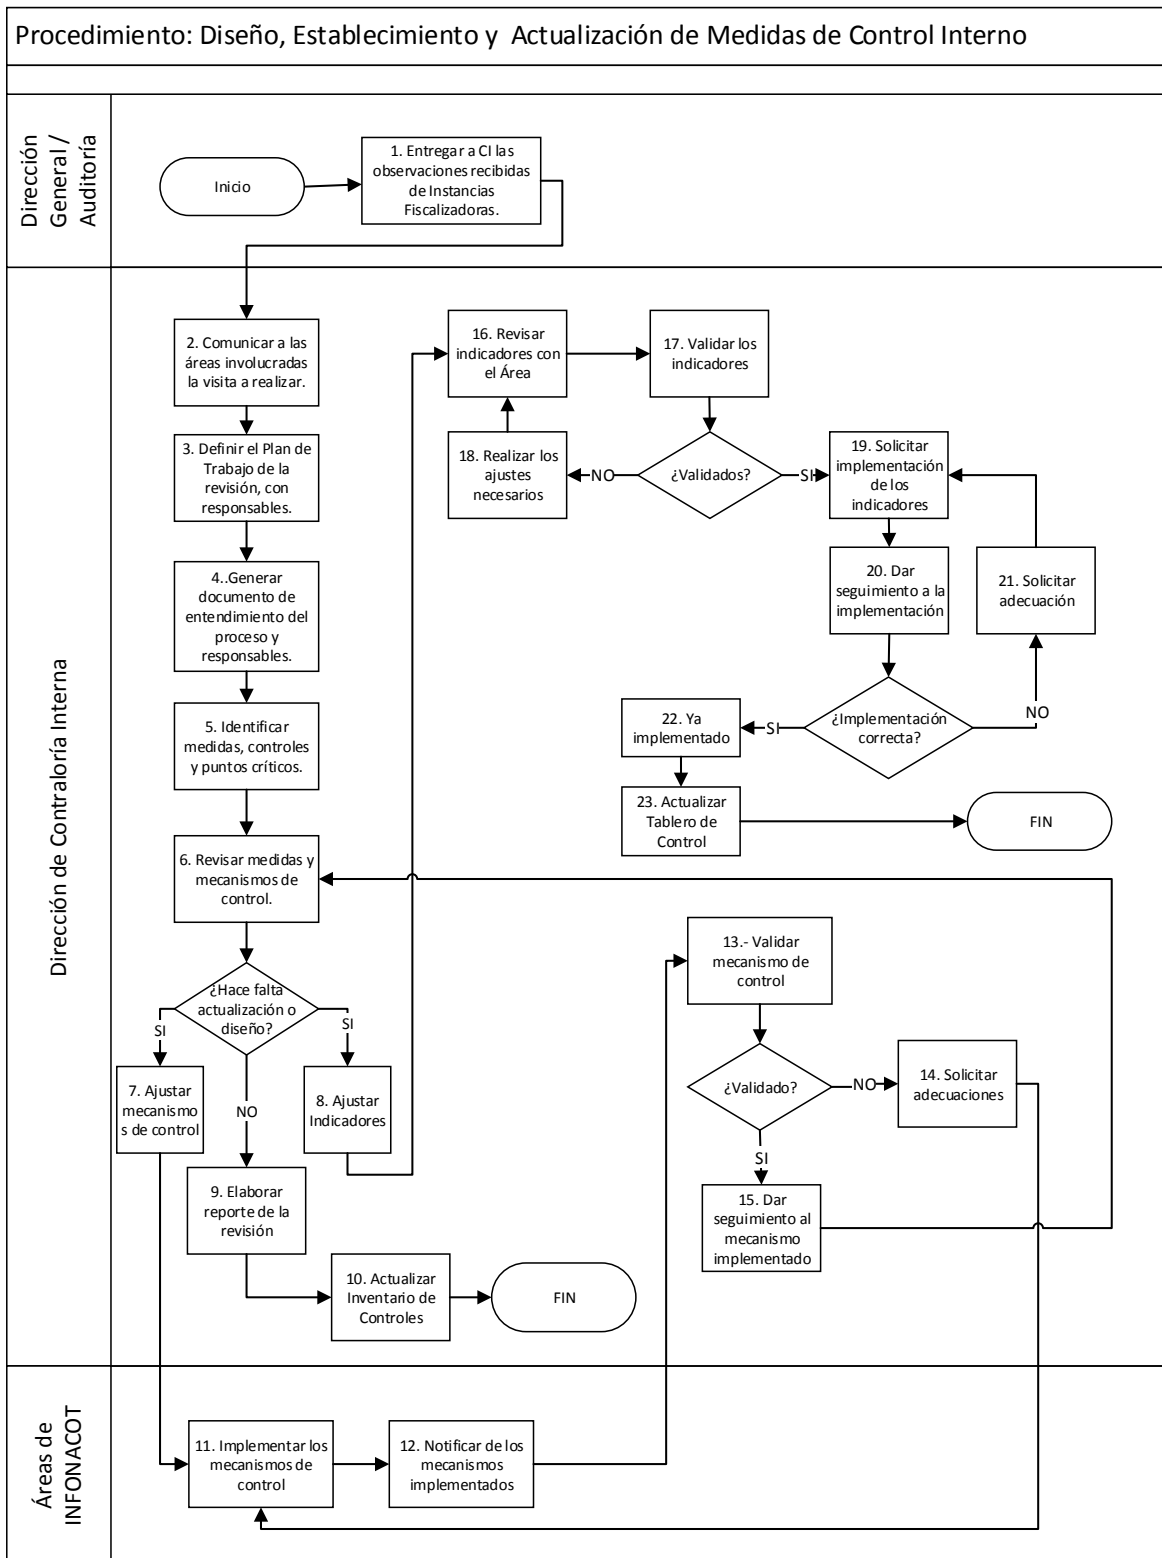 Procedimiento: Diseño, Establecimiento y Actualización de Medidas de Control Interno
Dirección
General /
Auditoría
Inicio
1. Entregar a CI las
observaciones recibidas
de Instancias
Fiscalizadoras.
Dirección de Contraloría Interna
2. Comunicar a las
áreas involucradas
la visita a realizar.
3. Definir el Plan de
Trabajo de la
revisión, con
responsables.
4..Generar
documento de
entendimiento del
proceso y
responsables.
5. Identificar
medidas, controles
y puntos críticos.
6. Revisar medidas y
mecanismos de
control.
¿Hace falta
actualización o
diseño?
SI
SI
NO
7. Ajustar
mecanismo
s de control
8. Ajustar
Indicadores
9. Elaborar
reporte de la
revisión
10. Actualizar
Inventario de
Controles
FIN
16. Revisar
indicadores con
el Área
17. Validar los
indicadores
18. Realizar los
ajustes
necesarios
NO
¿Validados?
SI
19. Solicitar
implementación
de los
indicadores
20. Dar
seguimiento a la
implementación
21. Solicitar
adecuación
¿Implementación
correcta?
NO
SI
22. Ya
implementado
23. Actualizar
Tablero de
Control
FIN
13.- Validar
mecanismo de
control
¿Validado?
NO
14. Solicitar
adecuaciones
SI
15. Dar
seguimiento al
mecanismo
implementado
Áreas de
INFONACOT
11. Implementar los
mecanismos de
control
12. Notificar de los
mecanismos
implementados